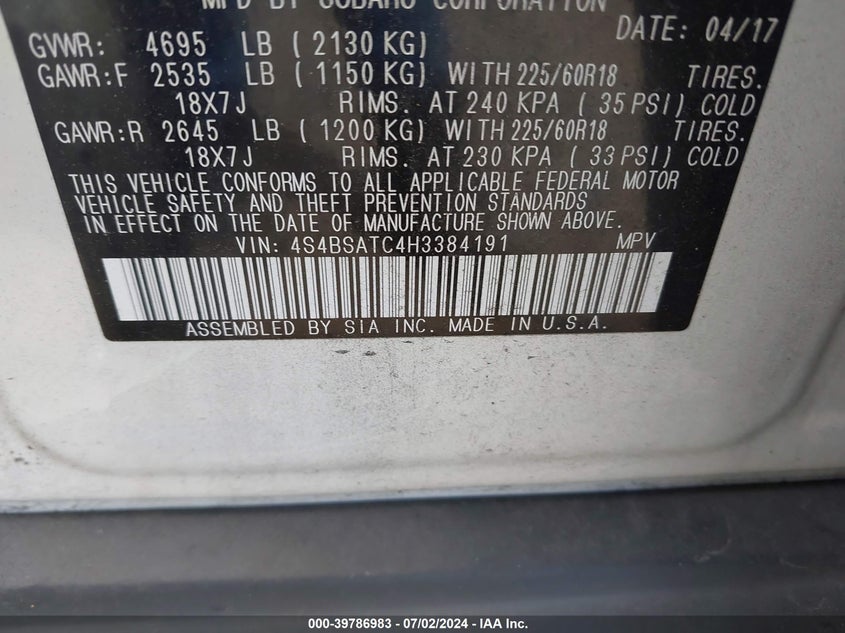 MFD BY SUBARU CORPORATION
DATE: 04/17
GVWR: 4695 LB ( 2130 KG)
GAWR:F 2535 LB ( 1150 KG) WITH 225/60R18 TIRES.
18X7J RIMS. AT 240 KPA ( 35 PSI) COLD
GAWR:R 2645 LB ( 1200 KG) WITH 225/60R18 TIRES.
18X7J RIMS. AT 230 KPA ( 33 PSI) COLD
THIS VEHICLE CONFORMS TO ALL APPLICABLE FEDERAL MOTOR
VEHICLE SAFETY AND THEFT PREVENTION STANDARDS
IN EFFECT ON THE DATE OF MANUFACTURE SHOWN ABOVE.
VIN: 4S4BSATC4H3384191 MPV
ASSEMBLED BY SIA INC. MADE IN U.S.A.
000-39786983 - 07/02/2024 - IAA Inc.